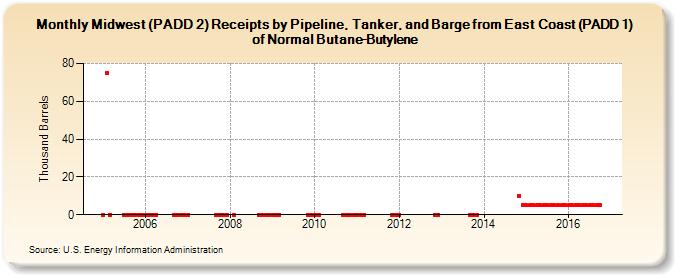 Monthly Midwest (PADD 2) Receipts by Pipeline, Tanker, and Barge from East Coast (PADD 1)
of Normal Butane-Butylene
Thousand Barrels
80
60
40
20
0
2006
2008
2010
2012
2014
2016
Source: U.S. Energy Information Administration